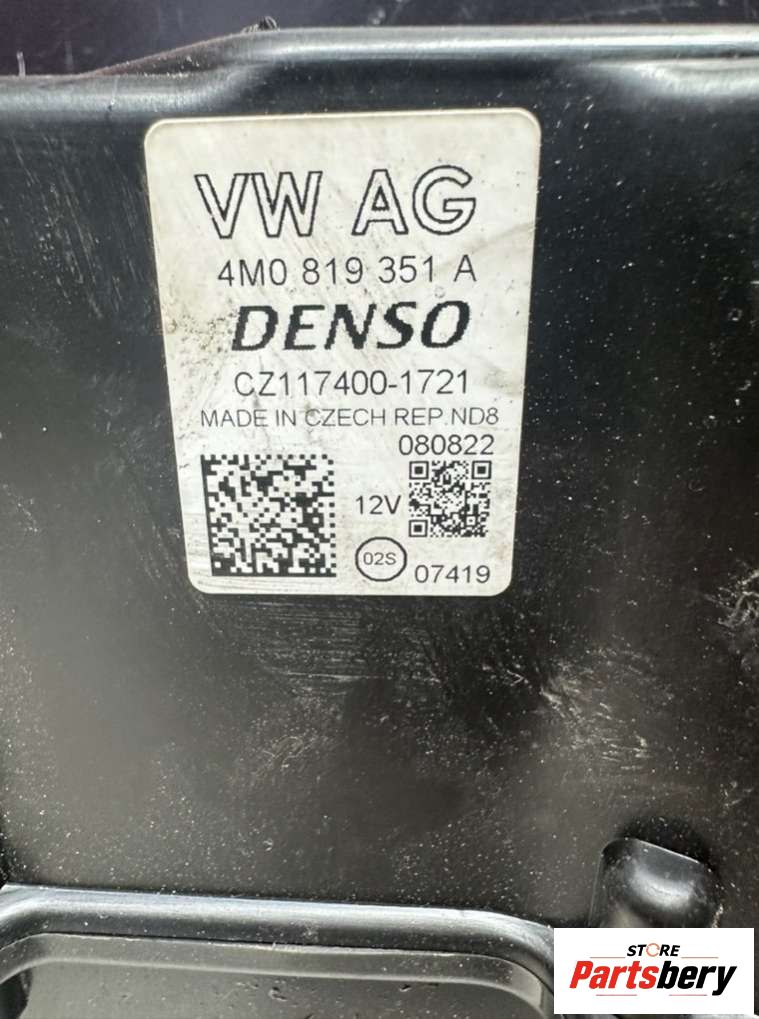 VW AG
4M0 819 351 A
DENSO
CZ117400-1721
MADE IN CZECH REP.ND8
080822
12V
02S
07419
STORE
Partsbery